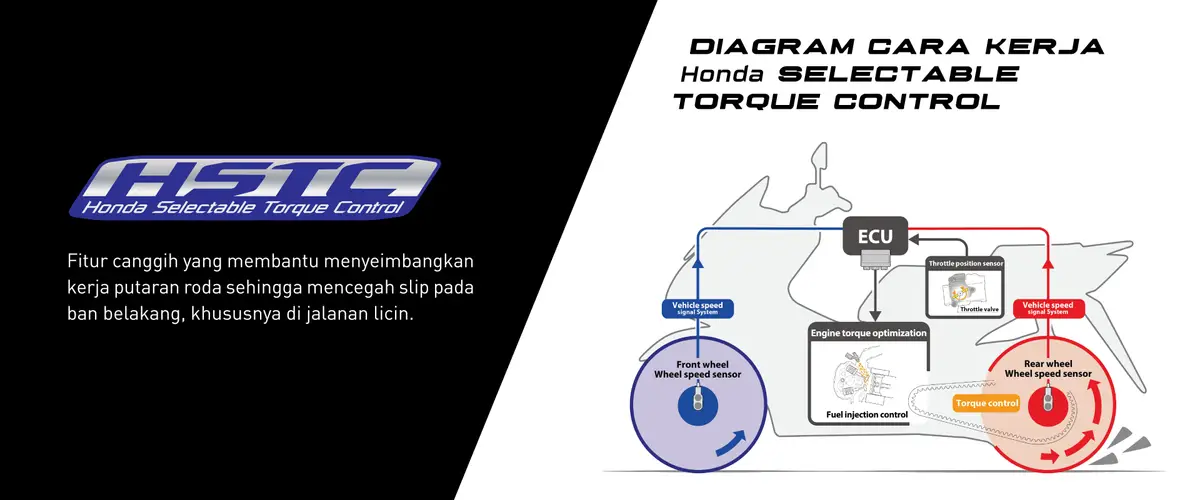 HSTC
Honda Selectable Torque Control
Fitur canggih yang membantu menyeimbangkan
kerja putaran roda sehingga mencegah slip pada
ban belakang, khususnya di jalanan licin.
DIAGRAM CARA KERJA
Honda SELECTABLE
TORQUE CONTROL
ECU
Throttle position sensor
Throttle valve
Vehicle speed
signal System
Vehicle speed
signal System
Engine torque optimization
Fuel injection control
Front wheel
Wheel speed sensor
Rear wheel
Wheel speed sensor
Torque control